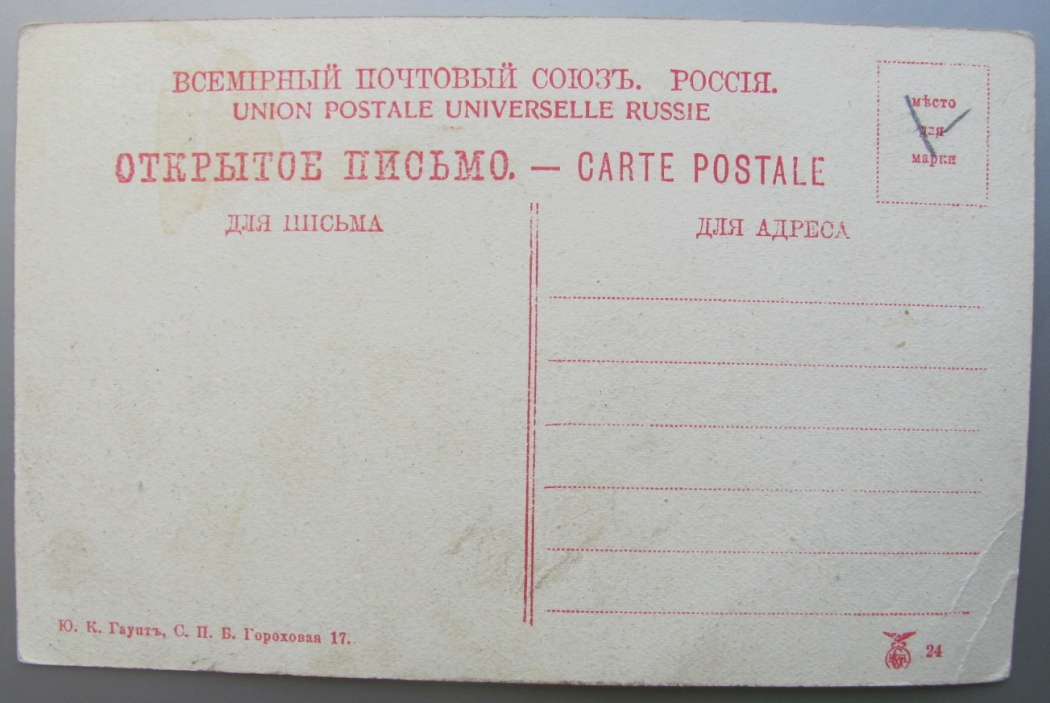 ВСЕМІРНЫЙ ПОЧТОВЫЙ СОЮЗЪ. РОССІЯ.
UNION POSTALE UNIVERSELLE RUSSIE
ОТКРЫТОЕ ПИСЬМО. — CARTE POSTALE
мѣсто
для
марки
ДЛЯ ПИСЬМА
ДЛЯ АДРЕСА
Ю. К. Гауптъ, С. П. Б. Гороховая 17.
24